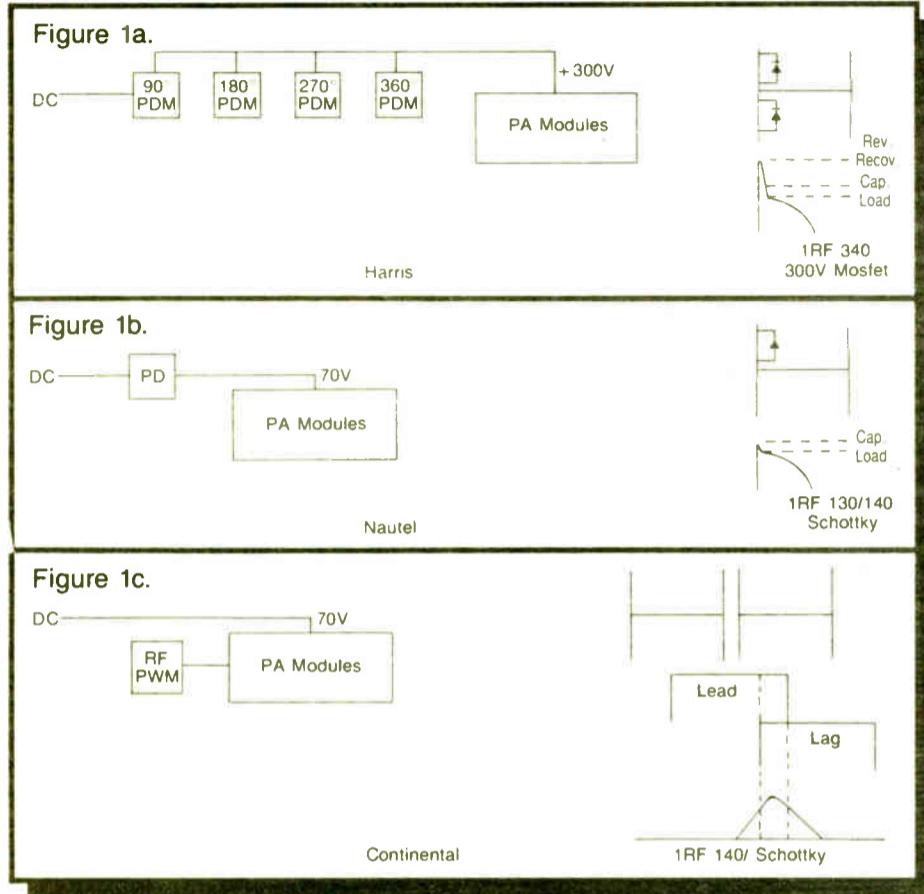 Figure 1a.
DC
90 PDM
180 PDM
270° PDM
360 PDM
+300V
PA Modules
Rev.
Recov.
Cap.
Load
1RF 340
300V Mosfet
Harris
Figure 1b.
DC
PD
70V
PA Modules
Cap.
Load
1RF 130/140
Schottky
Nautel
Figure 1c.
DC
70V
RF
PWM
PA Modules
Lead
Lag
Continental
1RF 140/ Schottky